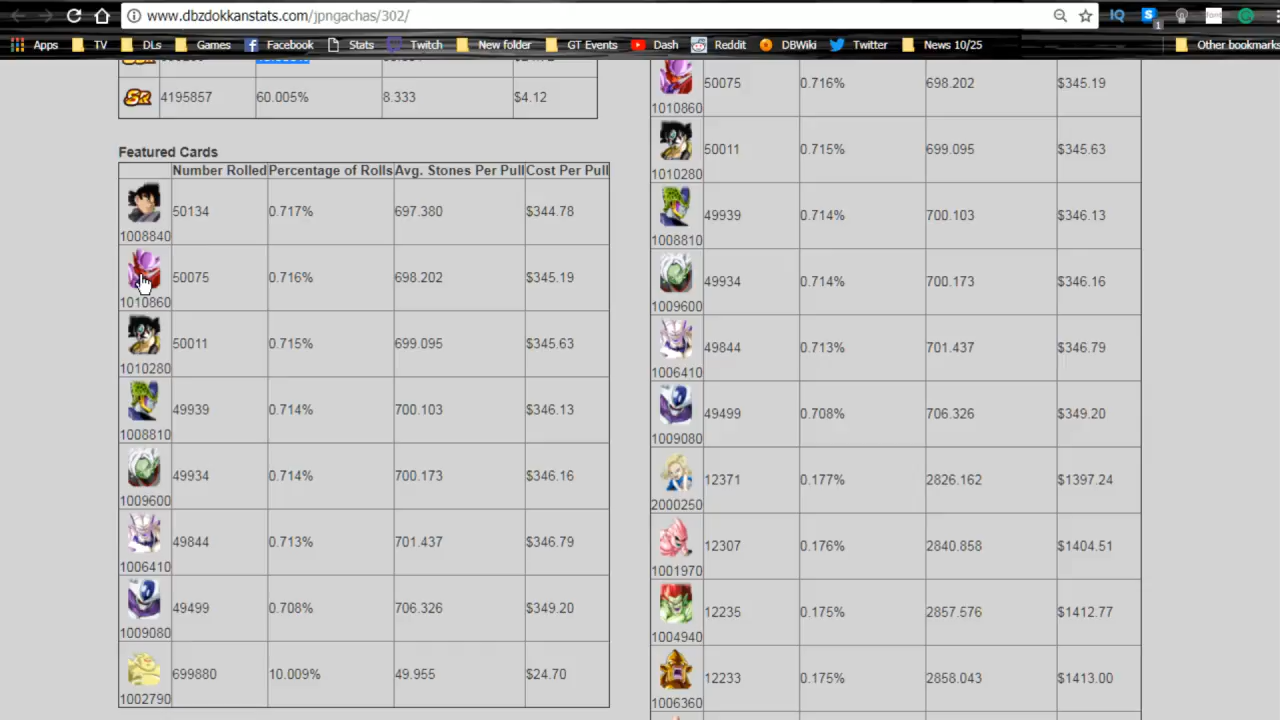 www.dbzdokkanstats.com/jpngachas/302/
IQ
S
1
Apps TV DLs Games Facebook Stats Twitch New folder GT Events Dash Reddit DBWiki Twitter News 10/25 Other bookmarks
SR 4195857 60.005% 8.333 $4.12
Featured Cards
Number Rolled Percentage of Rolls Avg. Stones Per Pull Cost Per Pull
50134 0.717% 697.380 $344.78
1008840
50075 0.716% 698.202 $345.19
1010860
50011 0.715% 699.095 $345.63
1010280
49939 0.714% 700.103 $346.13
1008810
49934 0.714% 700.173 $346.16
1009600
49844 0.713% 701.437 $346.79
1006410
49499 0.708% 706.326 $349.20
1009080
699880 10.009% 49.955 $24.70
1002790
50075 0.716% 698.202 $345.19
1010860
50011 0.715% 699.095 $345.63
1010280
49939 0.714% 700.103 $346.13
1008810
49934 0.714% 700.173 $346.16
1009600
49844 0.713% 701.437 $346.79
1006410
49499 0.708% 706.326 $349.20
1009080
12371 0.177% 2826.162 $1397.24
2000250
12307 0.176% 2840.858 $1404.51
1001970
12235 0.175% 2857.576 $1412.77
1004940
12233 0.175% 2858.043 $1413.00
1006360